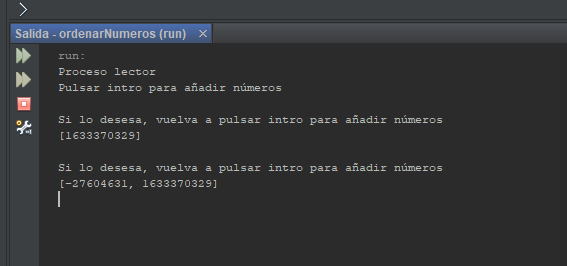 Salida - ordenarNumeros (run)
run:
Proceso lector
Pulsar intro para añadir números
Si lo desesa, vuelva a pulsar intro para añadir números
[1633370329]
Si lo desesa, vuelva a pulsar intro para añadir números
[-27604631, 1633370329]